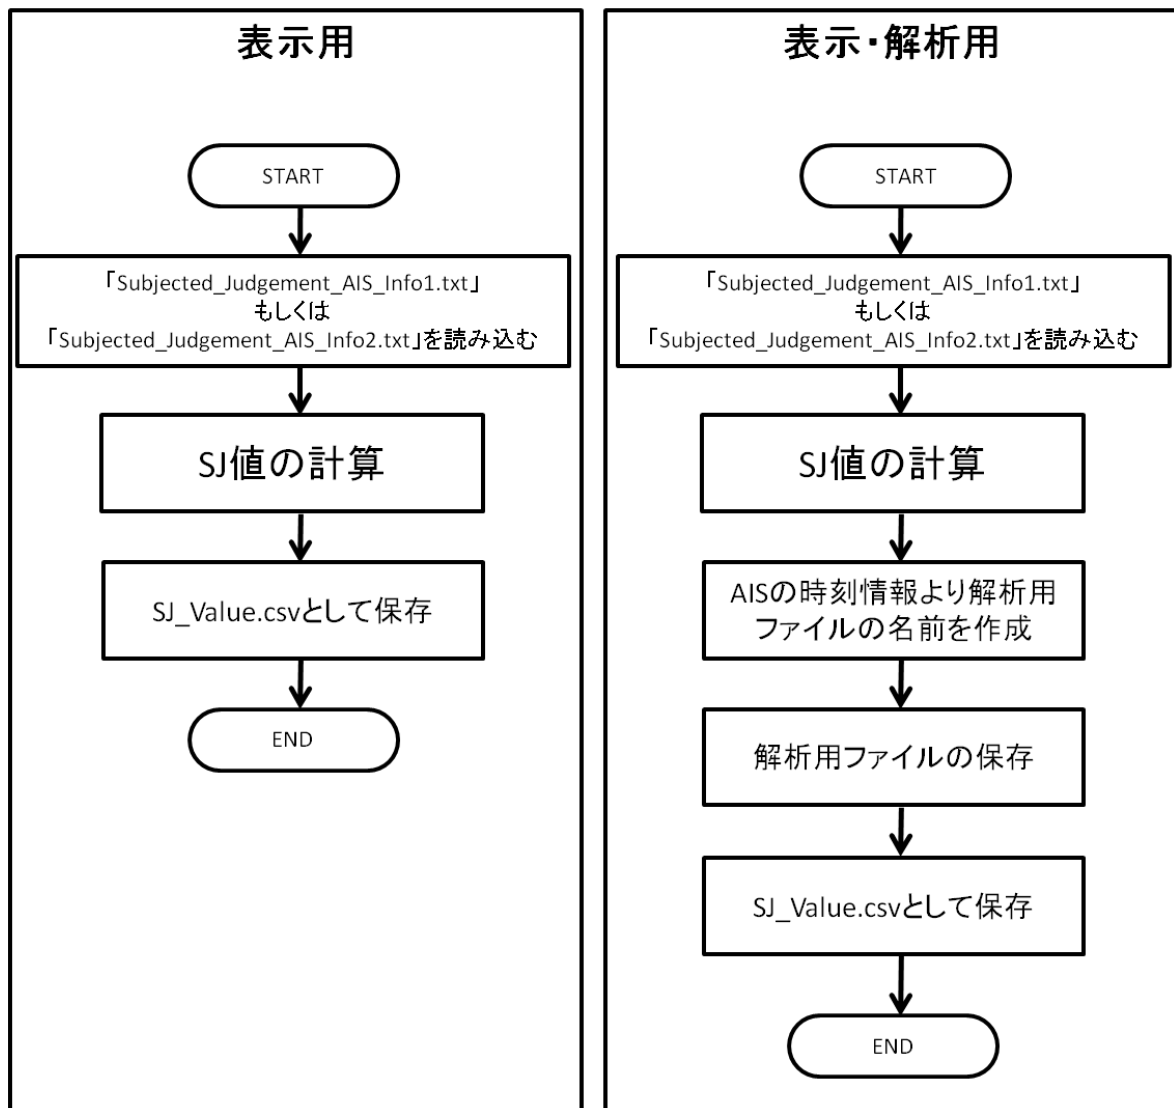 表示用
START
「Subjected_Judgement_AIS_Info1.txt」
もしくは
「Subjected_Judgement_AIS_Info2.txt」を読み込む
SJ値の計算
SJ_Value.csvとして保存
END
表示・解析用
START
「Subjected_Judgement_AIS_Info1.txt」
もしくは
「Subjected_Judgement_AIS_Info2.txt」を読み込む
SJ値の計算
AISの時刻情報より解析用
ファイルの名前を作成
解析用ファイルの保存
SJ_Value.csvとして保存
END